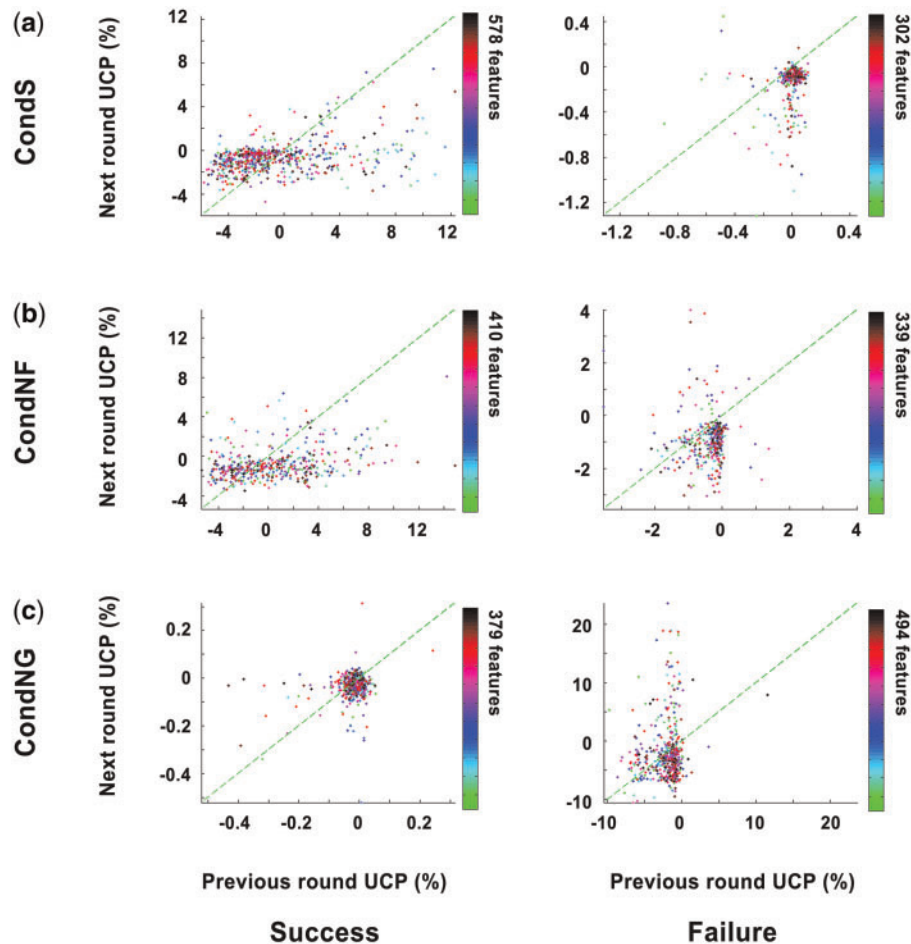 (a)
CondS
Next round UCP (%)
12
8
4
0
-4
-4 0 4 8 12
578 features
0.4
0
-0.4
-0.8
-1.2
-1.2 -0.8 -0.4 0 0.4
302 features
(b)
CondNF
Next round UCP (%)
12
8
4
0
-4
-4 0 4 8 12
410 features
4
2
0
-2
-2 0 2 4
339 features
(c)
CondNG
Next round UCP (%)
0.2
0
-0.2
-0.4
-0.4 -0.2 0 0.2
379 features
20
10
0
-10
-10 0 10 20
494 features
Previous round UCP (%) Previous round UCP (%)
Success Failure